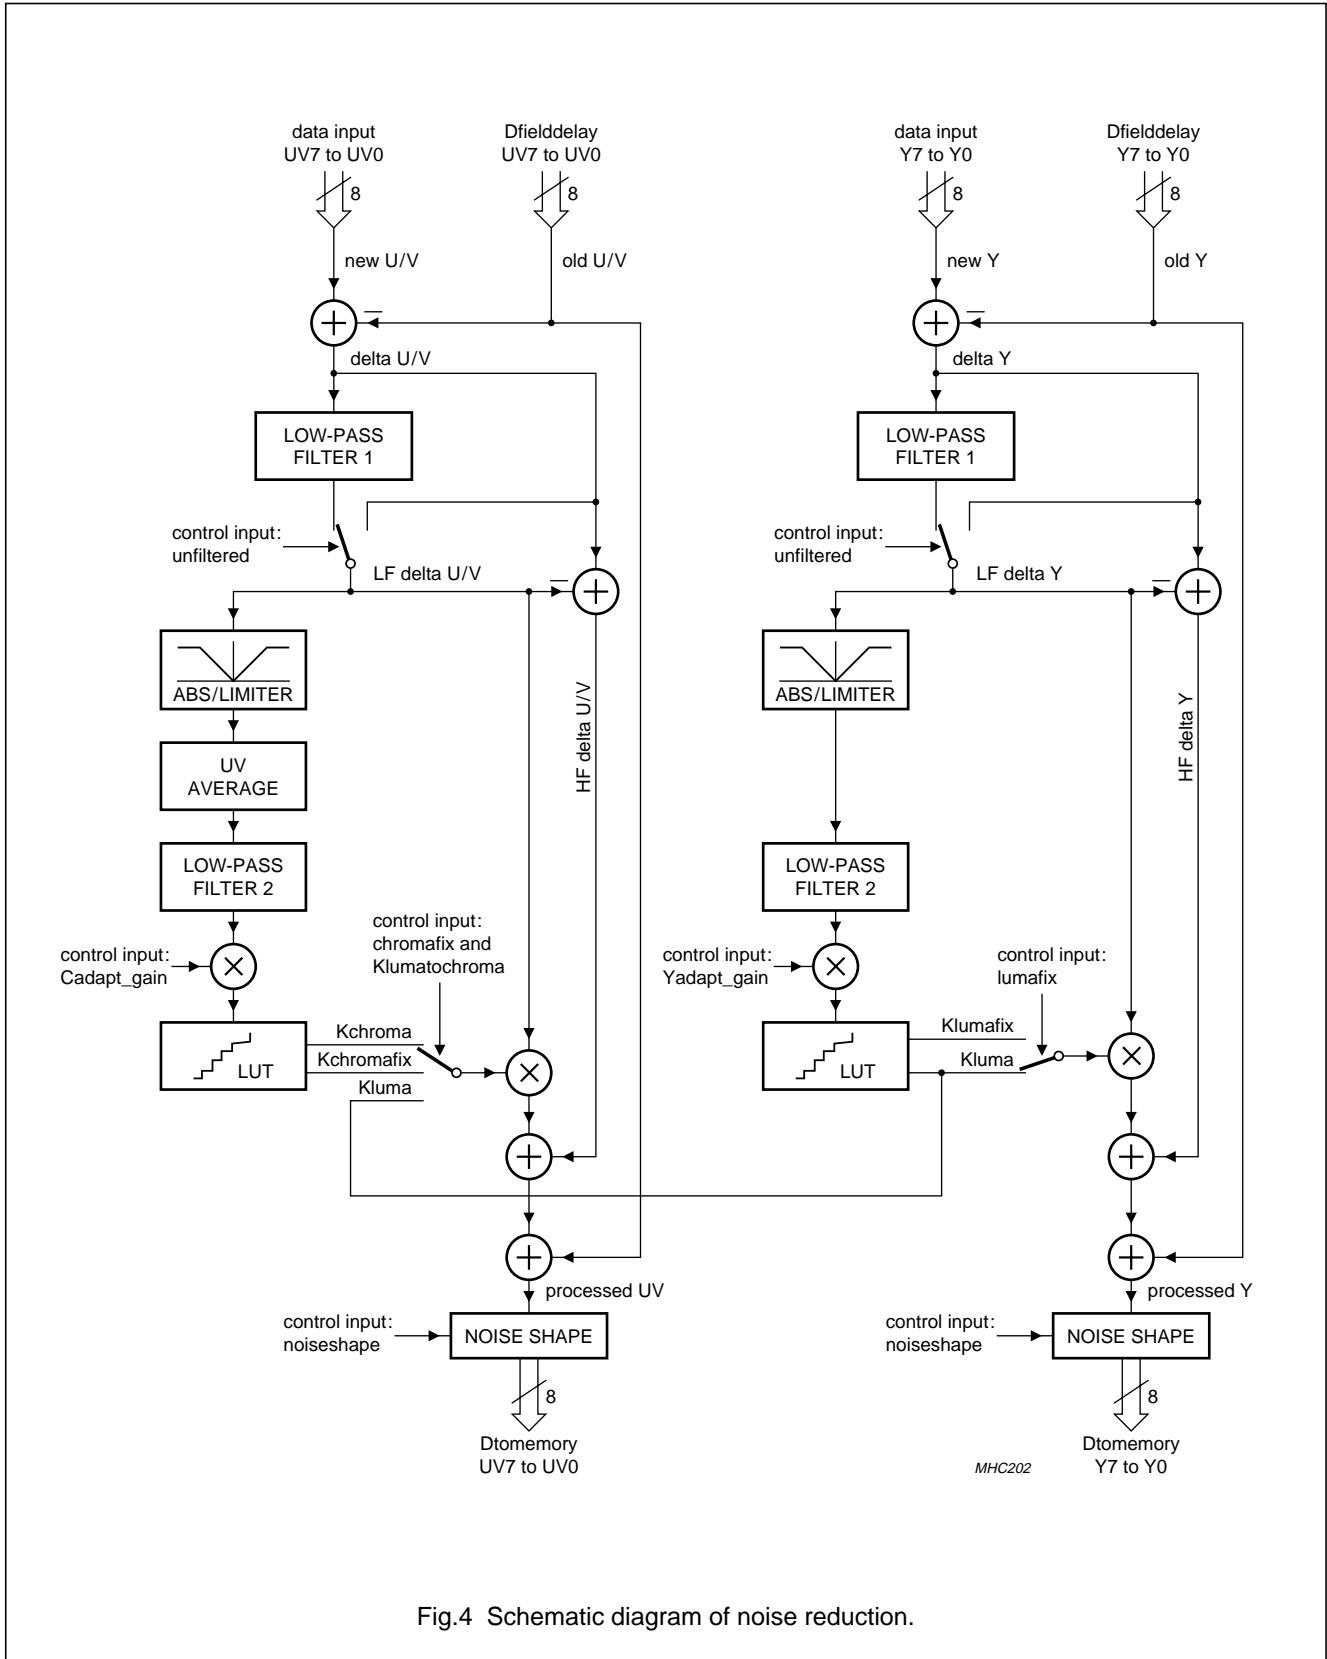 data input
UV7 to UV0
Dfielddelay
UV7 to UV0
data input
Y7 to Y0
Dfielddelay
Y7 to Y0
8
8
8
8
new U/V
old U/V
new Y
old Y
+
+
delta U/V
delta Y
LOW-PASS
FILTER 1
LOW-PASS
FILTER 1
control input:
unfiltered
control input:
unfiltered
LF delta U/V
LF delta Y
+
+
ABS/LIMITER
ABS/LIMITER
HF delta U/V
HF delta Y
UV
AVERAGE
LOW-PASS
FILTER 2
LOW-PASS
FILTER 2
control input:
chromafix and
Klumatochroma
control input:
Cadapt_gain
control input:
Yadapt_gain
control input:
lumafix
×
×
LUT
Kchroma
Kchromafix
Kluma
×
LUT
Klumafix
Kluma
×
+
+
+
+
processed UV
processed Y
control input:
noiseshape
NOISE SHAPE
control input:
noiseshape
NOISE SHAPE
8
8
Dtomemory
UV7 to UV0
MHC202
Dtomemory
Y7 to Y0
Fig.4 Schematic diagram of noise reduction.